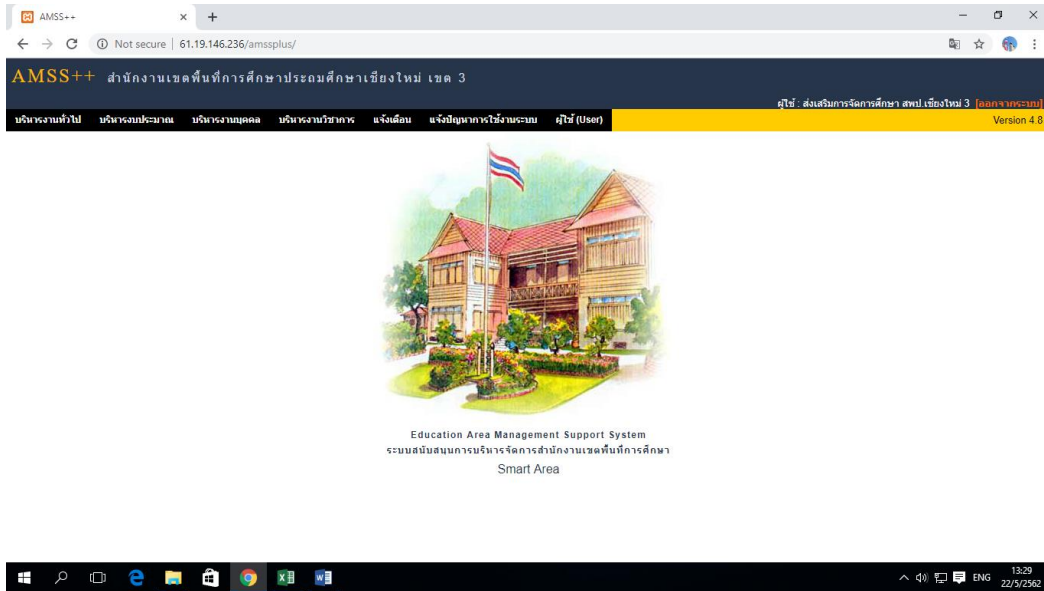 AMSS++
Not secure | 61.19.146.236/amssplus/
AMSS++ สำนักงานเขตพื้นที่การศึกษาประถมศึกษาเชียงใหม่ เขต 3
ผู้ใช้ : ส่งเสริมการจัดการศึกษา สพป.เชียงใหม่ 3 [ออกจากระบบ]
บริหารงานทั่วไป บริหารงบประมาณ บริหารงานบุคคล บริหารงานวิชาการ แจ้งเตือน แจ้งปัญหาการใช้งานระบบ ผู้ใช้ (User) Version 4.8
Education Area Management Support System
ระบบสนับสนุนการบริหารจัดการสำนักงานเขตพื้นที่การศึกษา
Smart Area
ENG
13:29
22/5/2562